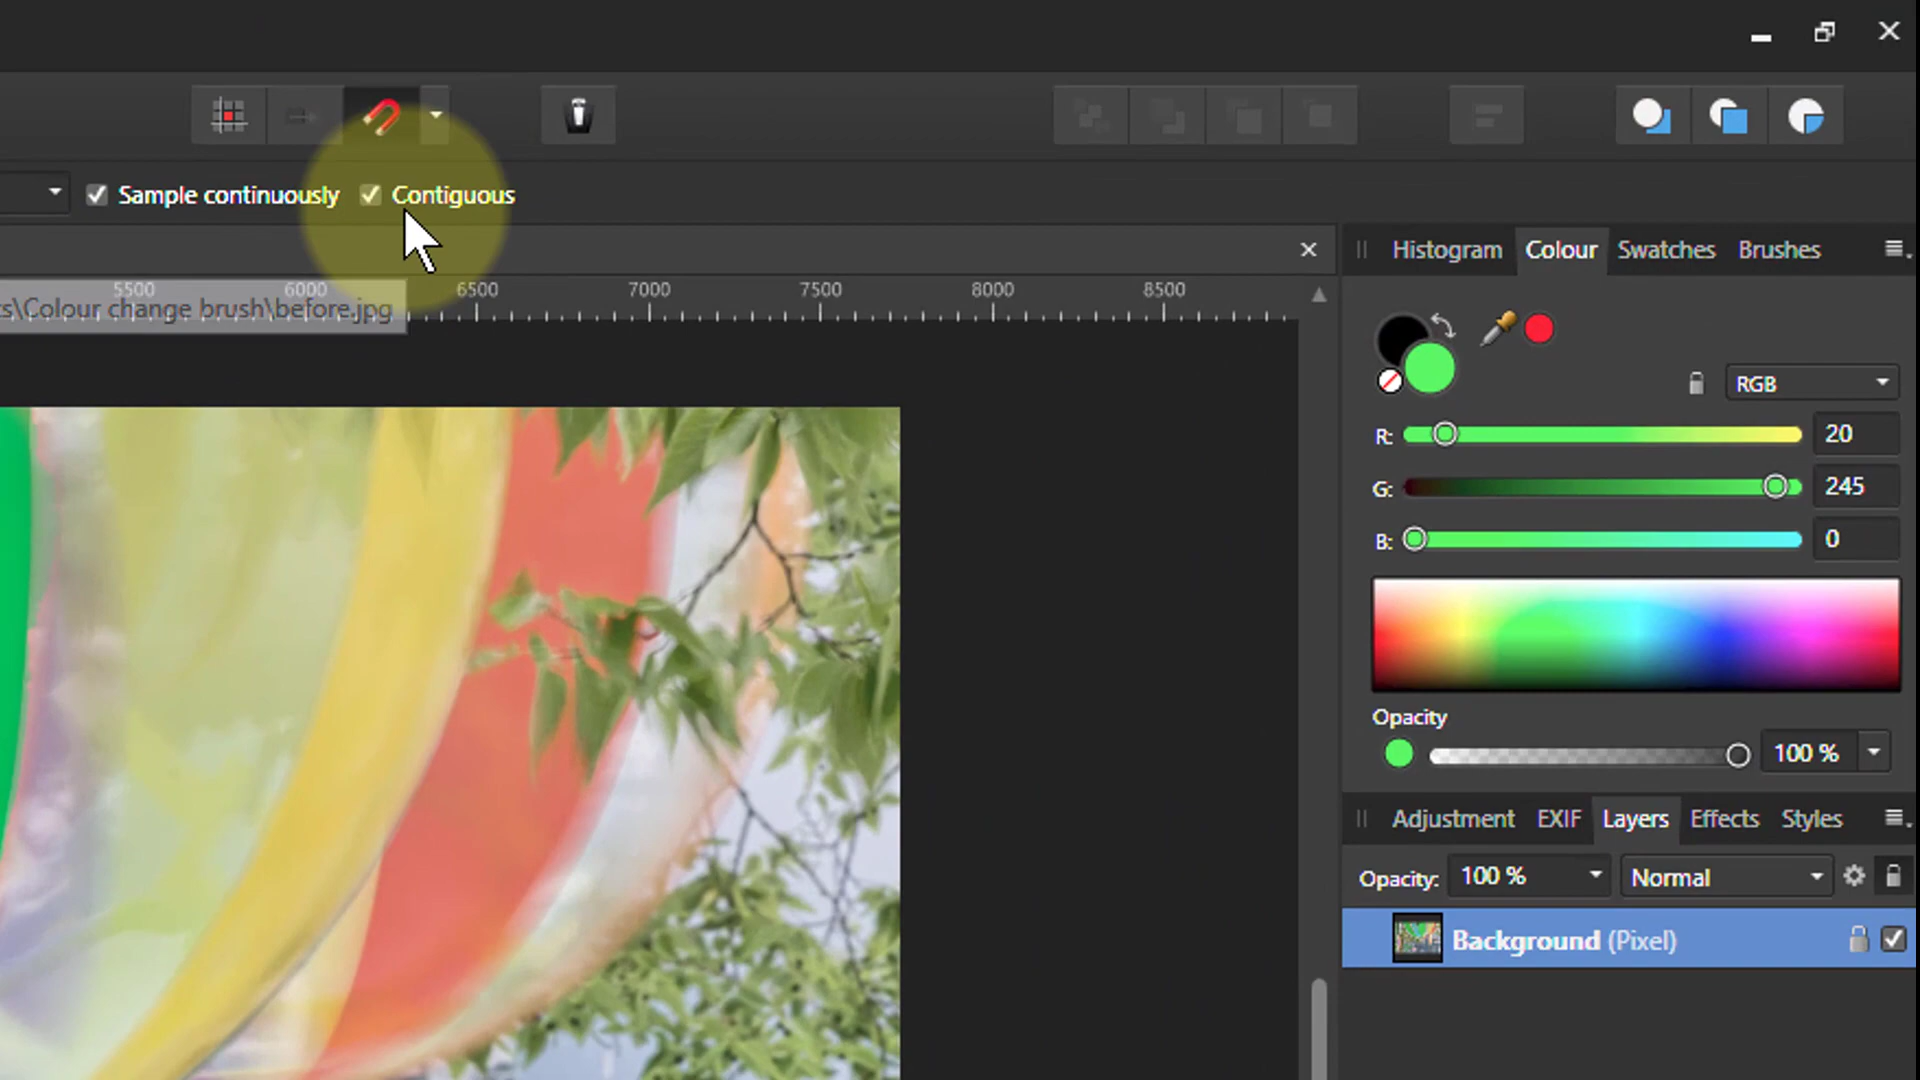 Sample continuously Contiguous
Histogram Colour Swatches Brushes
5500 6000 6500 7000 7500 8000 8500
s\Colour change brush\before.jpg
RGB
R: 20
G: 245
B: 0
Opacity
100 %
Adjustment EXIF Layers Effects Styles
Opacity: 100 % Normal
Background (Pixel)